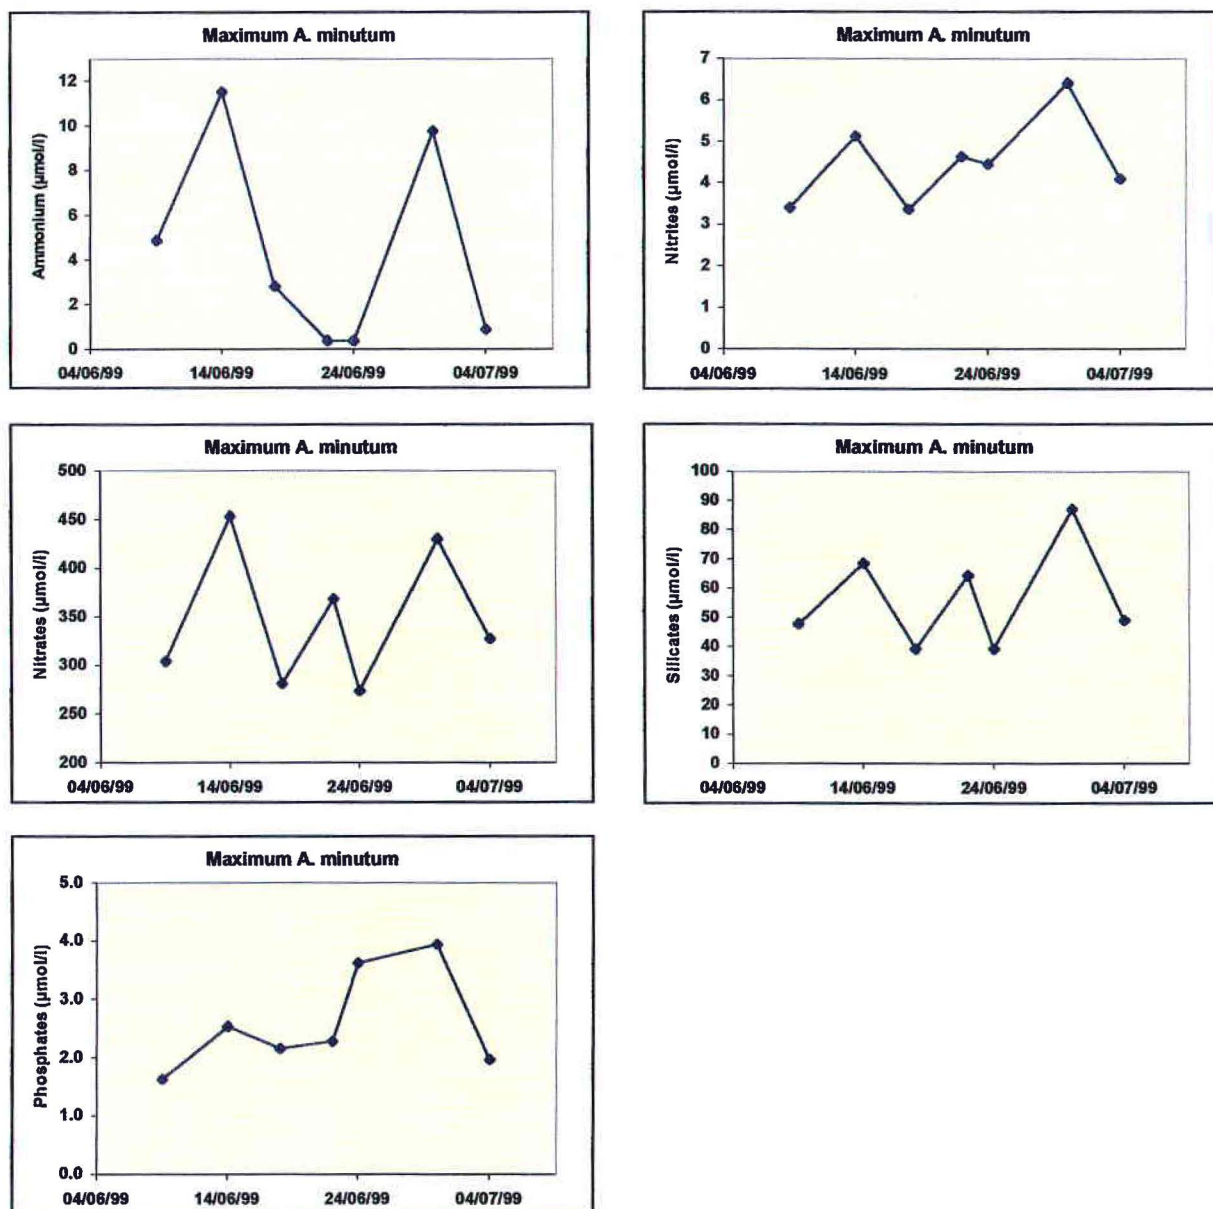 Maximum A. minutum
Ammonium (µmol/l)
12
10
8
6
4
2
0
04/06/99 14/06/99 24/06/99 04/07/99
Maximum A. minutum
Nitrites (µmol/l)
7
6
5
4
3
2
1
0
04/06/99 14/06/99 24/06/99 04/07/99
Maximum A. minutum
Nitrates (µmol/l)
500
450
400
350
300
250
200
04/06/99 14/06/99 24/06/99 04/07/99
Maximum A. minutum
Silicates (µmol/l)
100
90
80
70
60
50
40
30
20
10
0
04/06/99 14/06/99 24/06/99 04/07/99
Maximum A. minutum
Phosphates (µmol/l)
5.0
4.0
3.0
2.0
1.0
0.0
04/06/99 14/06/99 24/06/99 04/07/99